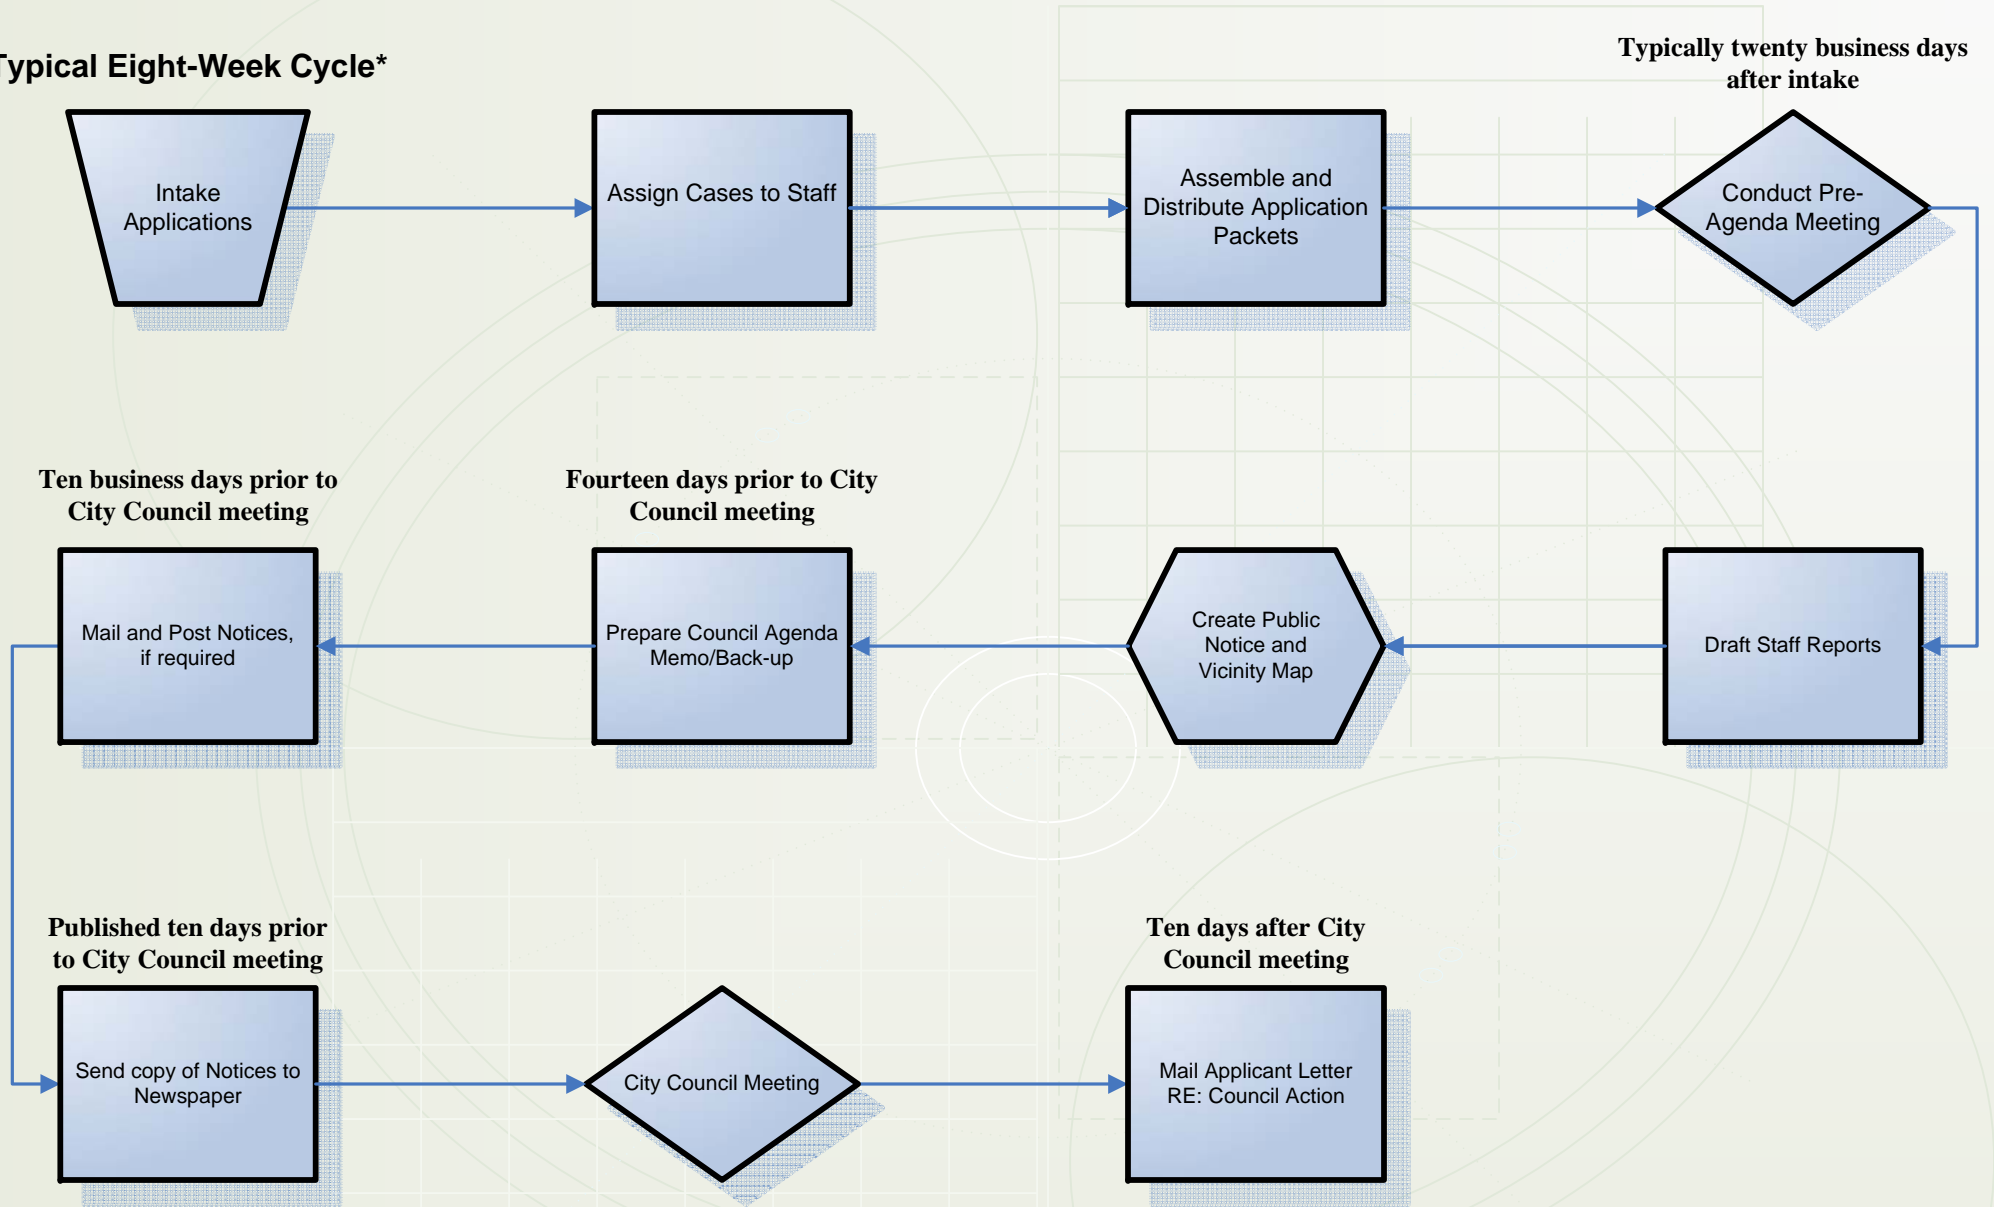 Typical Eight-Week Cycle*
Typically twenty business days
after intake
Intake
Applications
Assign Cases to Staff
Assemble and
Distribute Application
Packets
Conduct Pre-
Agenda Meeting
Ten business days prior to
City Council meeting
Fourteen days prior to City
Council meeting
Mail and Post Notices,
if required
Prepare Council Agenda
Memo/Back-up
Create Public
Notice and
Vicinity Map
Draft Staff Reports
Published ten days prior
to City Council meeting
Ten days after City
Council meeting
Send copy of Notices to
Newspaper
City Council Meeting
Mail Applicant Letter
RE: Council Action